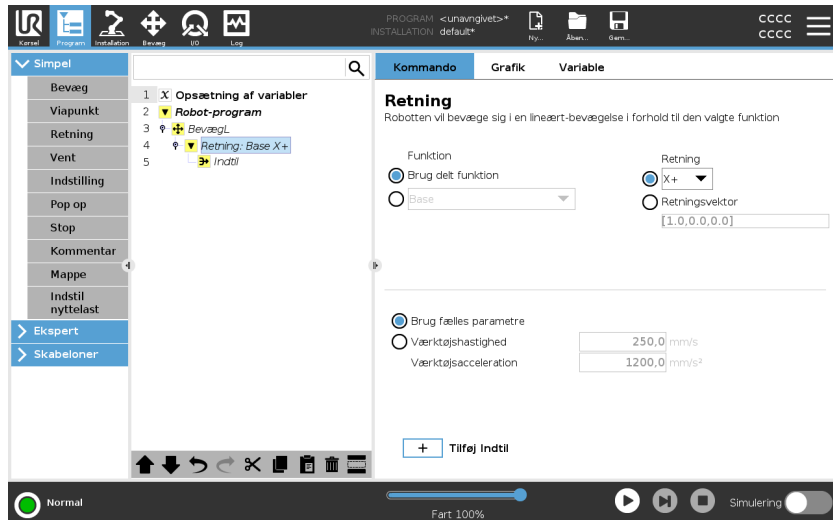 UR
Kørsel
Program
Installation
Bevæg
I/O
Log
PROGRAM <unavngivet>*
INSTALLATION default*
Ny...
Åben...
Gem...
CCCC
CCCC
Simpel
Bevæg
Viapunkt
Retning
Vent
Indstilling
Pop op
Stop
Kommentar
Mappe
Indstil
nyttelast
Ekspert
Skabeloner
1 X Opsætning af variabler
2 Robot-program
3 BevægL
4 Retning: Base X+
5 Indtil
Kommando Grafik Variable
Retning
Robotten vil bevæge sig i en lineært-bevægelse i forhold til den valgte funktion
Funktion
Brug delt funktion
Base
Retning
X+
Retningsvektor
[1.0,0.0,0.0]
Brug fælles parametre
Værktøjshastighed 250,0 mm/s
Værktøjsacceleration 1200,0 mm/s²
+ Tilføj Indtil
Normal
Fart 100%
Simulering